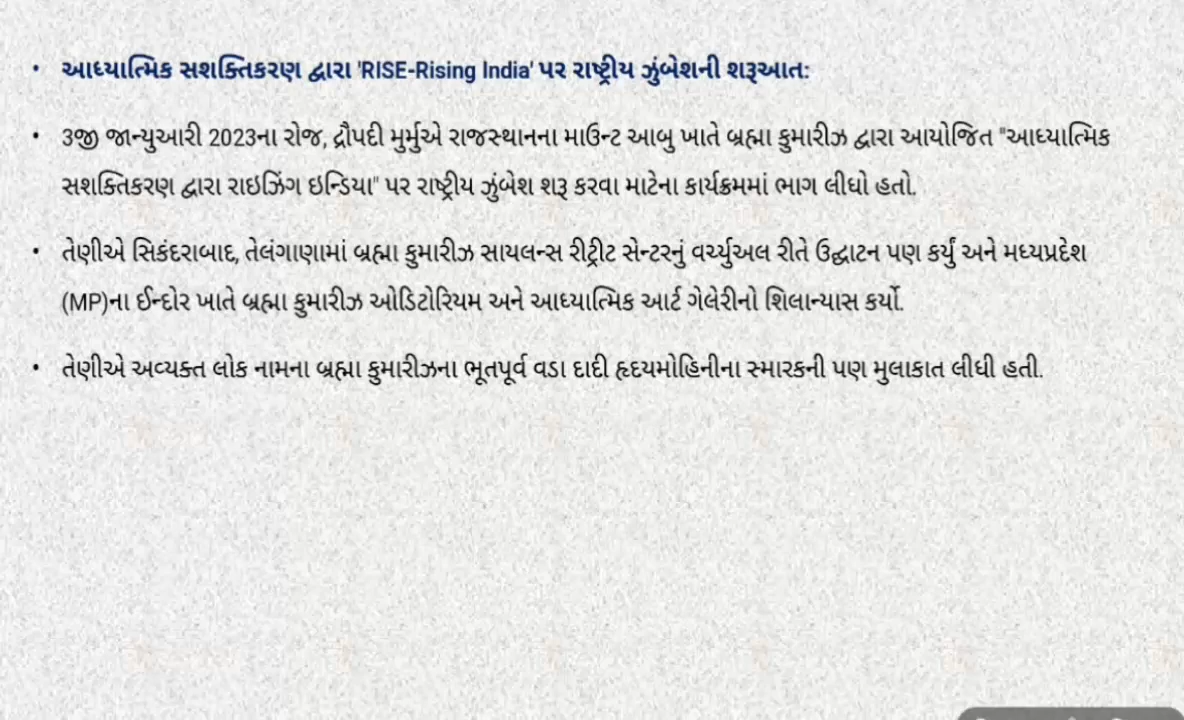 • આધ્યાત્મિક સશક્તિકરણ દ્વારા 'RISE-Rising India' પર રાષ્ટ્રીય ઝુંબેશની શરૂઆત:
• 3જી જાન્યુઆરી 2023ના રોજ, દ્રૌપદી મુર્મુએ રાજસ્થાનના માઉન્ટ આબુ ખાતે બ્રહ્મા કુમારીઝ દ્વારા આયોજિત "આધ્યાત્મિક
સશક્તિકરણ દ્વારા રાઇઝિંગ ઇન્ડિયા" પર રાષ્ટ્રીય ઝુંબેશ શરૂ કરવા માટેના કાર્યક્રમમાં ભાગ લીધો હતો.
• તેણીએ સિકંદરાબાદ, તેલંગાણામાં બ્રહ્મા કુમારીઝ સાયલન્સ રીટ્રીટ સેન્ટરનું વર્ચ્યુઅલ રીતે ઉદ્ઘાટન પણ કર્યું અને મધ્યપ્રદેશ
(MP)ના ઈન્દોર ખાતે બ્રહ્મા કુમારીઝ ઓડિટોરિયમ અને આધ્યાત્મિક આર્ટ ગેલેરીનો શિલાન્યાસ કર્યો.
• તેણીએ અવ્યક્ત લોક નામના બ્રહ્મા કુમારીઝના ભૂતપૂર્વ વડા દાદી હૃદયમોહિનીના સ્મારકની પણ મુલાકાત લીધી હતી.